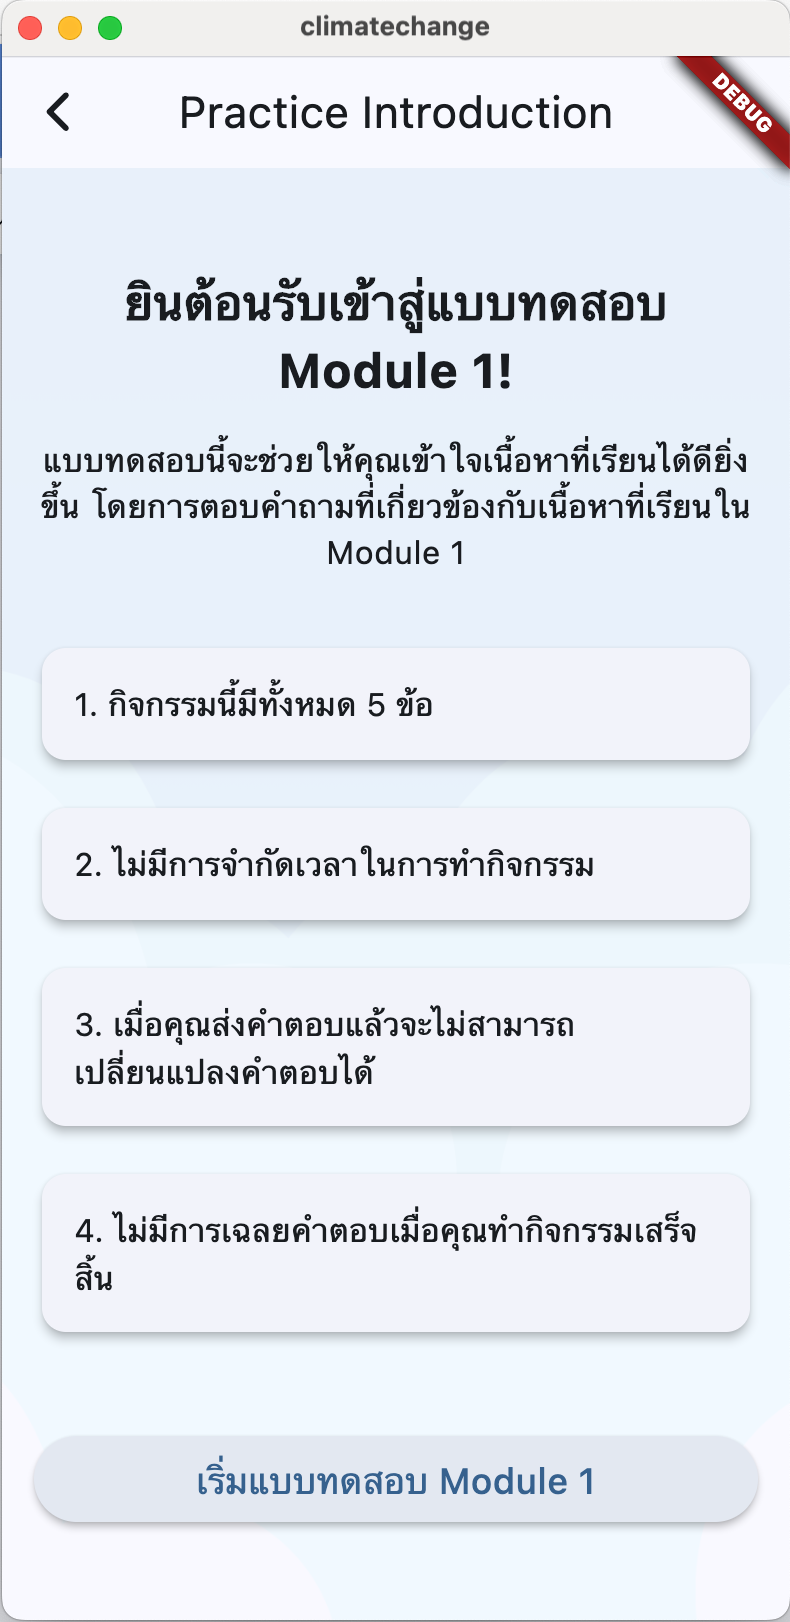 climatechange
DEBUG
Practice Introduction
ยินต้อนรับเข้าสู่แบบทดสอบ
Module 1!
แบบทดสอบนี้จะช่วยให้คุณเข้าใจเนื้อหาที่เรียนได้ดียิ่ง
ขึ้น โดยการตอบคำถามที่เกี่ยวข้องกับเนื้อหาที่เรียนใน
Module 1
1. กิจกรรมนี้มีทั้งหมด 5 ข้อ
2. ไม่มีการจำกัดเวลาในการทำกิจกรรม
3. เมื่อคุณส่งคำตอบแล้วจะไม่สามารถ
เปลี่ยนแปลงคำตอบได้
4. ไม่มีการเฉลยคำตอบเมื่อคุณทำกิจกรรมเสร็จ
สิ้น
เริ่มแบบทดสอบ Module 1